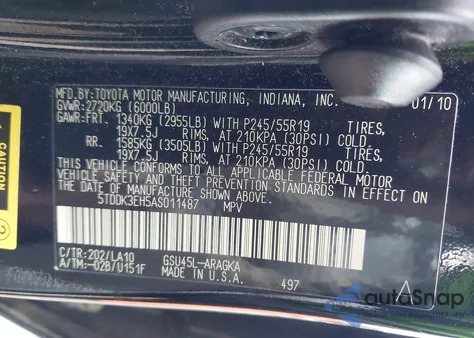 MFD.BY:TOYOTA MOTOR MANUFACTURING, INDIANA, INC. 01/10
GVWR:2720KG (6000LB)
GAWR:FRT. 1340KG (2955LB) WITH P245/55R19 TIRES,
19X7.5J RIMS, AT 210KPA (30PSI) COLD
RR. 1585KG (3505LB) WITH P245/55R19 TIRES,
19X7.5J RIMS, AT 210KPA (30PSI) COLD.
THIS VEHICLE CONFORMS TO ALL APPLICABLE FEDERAL MOTOR
VEHICLE SAFETY AND THEFT PREVENTION STANDARDS IN EFFECT ON
THE DATE OF MANUFACTURE SHOWN ABOVE.
5TDDK3EH5AS011487 MPV
C/TR:202/LA10 GSU45L-ARAGKA
A/TM:-02B/U151F MADE IN U.S.A. 497
autoSnap